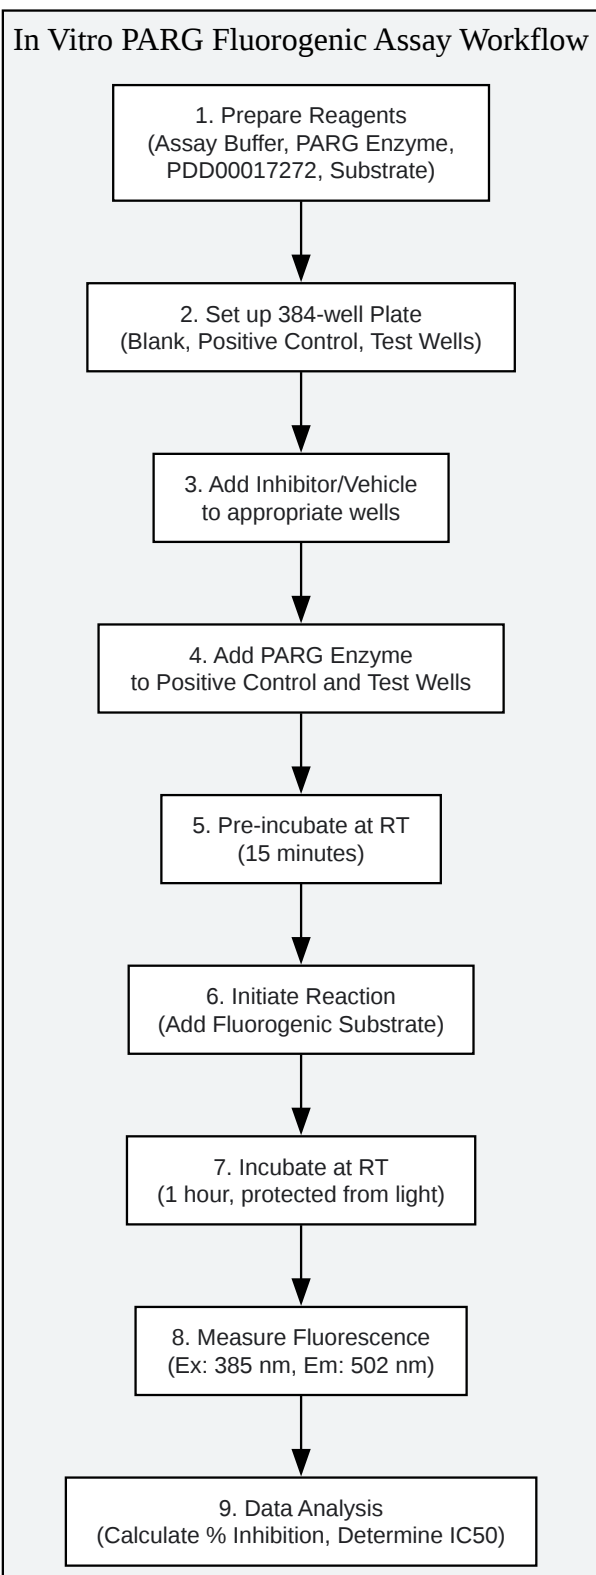 In Vitro PARG Fluorogenic Assay Workflow
1. Prepare Reagents
(Assay Buffer, PARG Enzyme,
PDD00017272, Substrate)
2. Set up 384-well Plate
(Blank, Positive Control, Test Wells)
3. Add Inhibitor/Vehicle
to appropriate wells
4. Add PARG Enzyme
to Positive Control and Test Wells
5. Pre-incubate at RT
(15 minutes)
6. Initiate Reaction
(Add Fluorogenic Substrate)
7. Incubate at RT
(1 hour, protected from light)
8. Measure Fluorescence
(Ex: 385 nm, Em: 502 nm)
9. Data Analysis
(Calculate % Inhibition, Determine IC50)